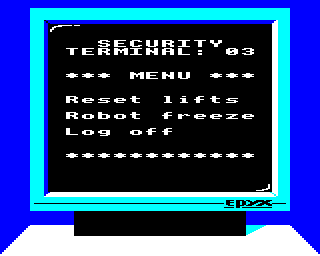 SECURITY
TERMINAL: 03
*** MENU ***
Reset lifts
Robot freeze
Log off
************
epyx